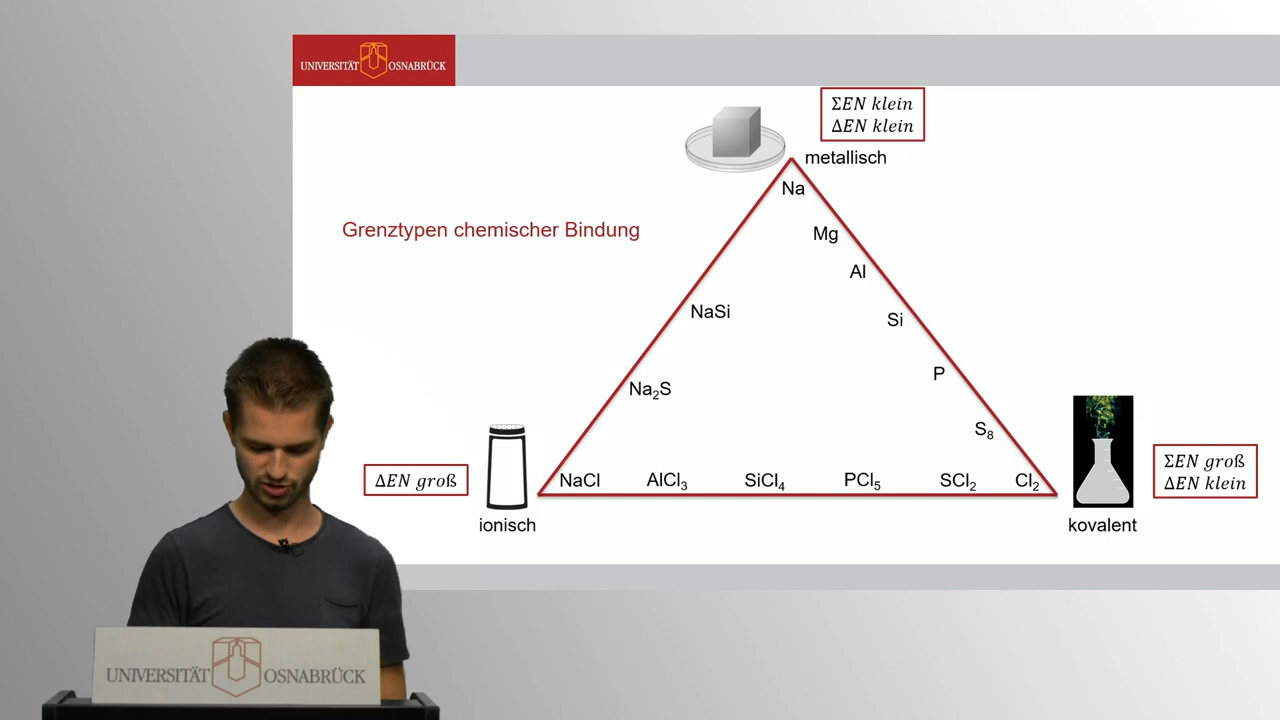 UNIVERSITÄT OSNABRÜCK
ΣEN klein
ΔEN klein
metallisch
Na
Grenztypen chemischer Bindung
Mg
Al
NaSi
Si
P
Na₂S
S₈
ΔEN groß
NaCl AlCl₃ SiCl₄ PCl₅ SCl₂ Cl₂
ΣEN groß
ΔEN klein
ionisch
kovalent
UNIVERSITÄT OSNABRÜCK